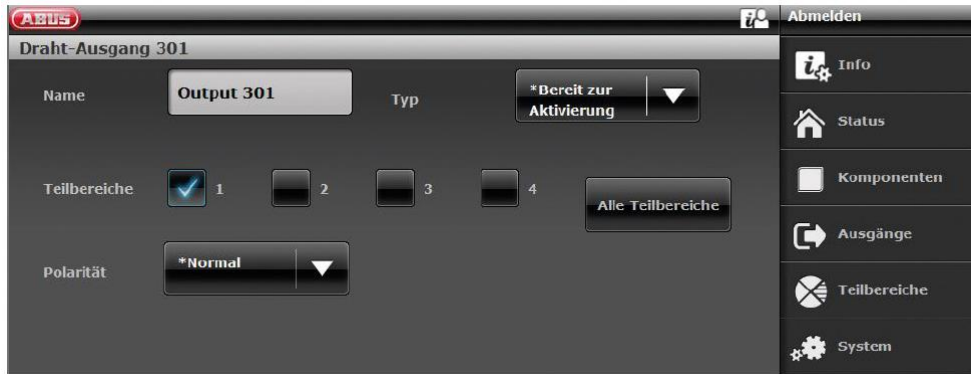 ABUS
Abmelden
Draht-Ausgang 301
Name
Output 301
Typ
*Bereit zur
Aktivierung
Teilbereiche
1
2
3
4
Alle Teilbereiche
Polarität
*Normal
Info
Status
Komponenten
Ausgänge
Teilbereiche
System